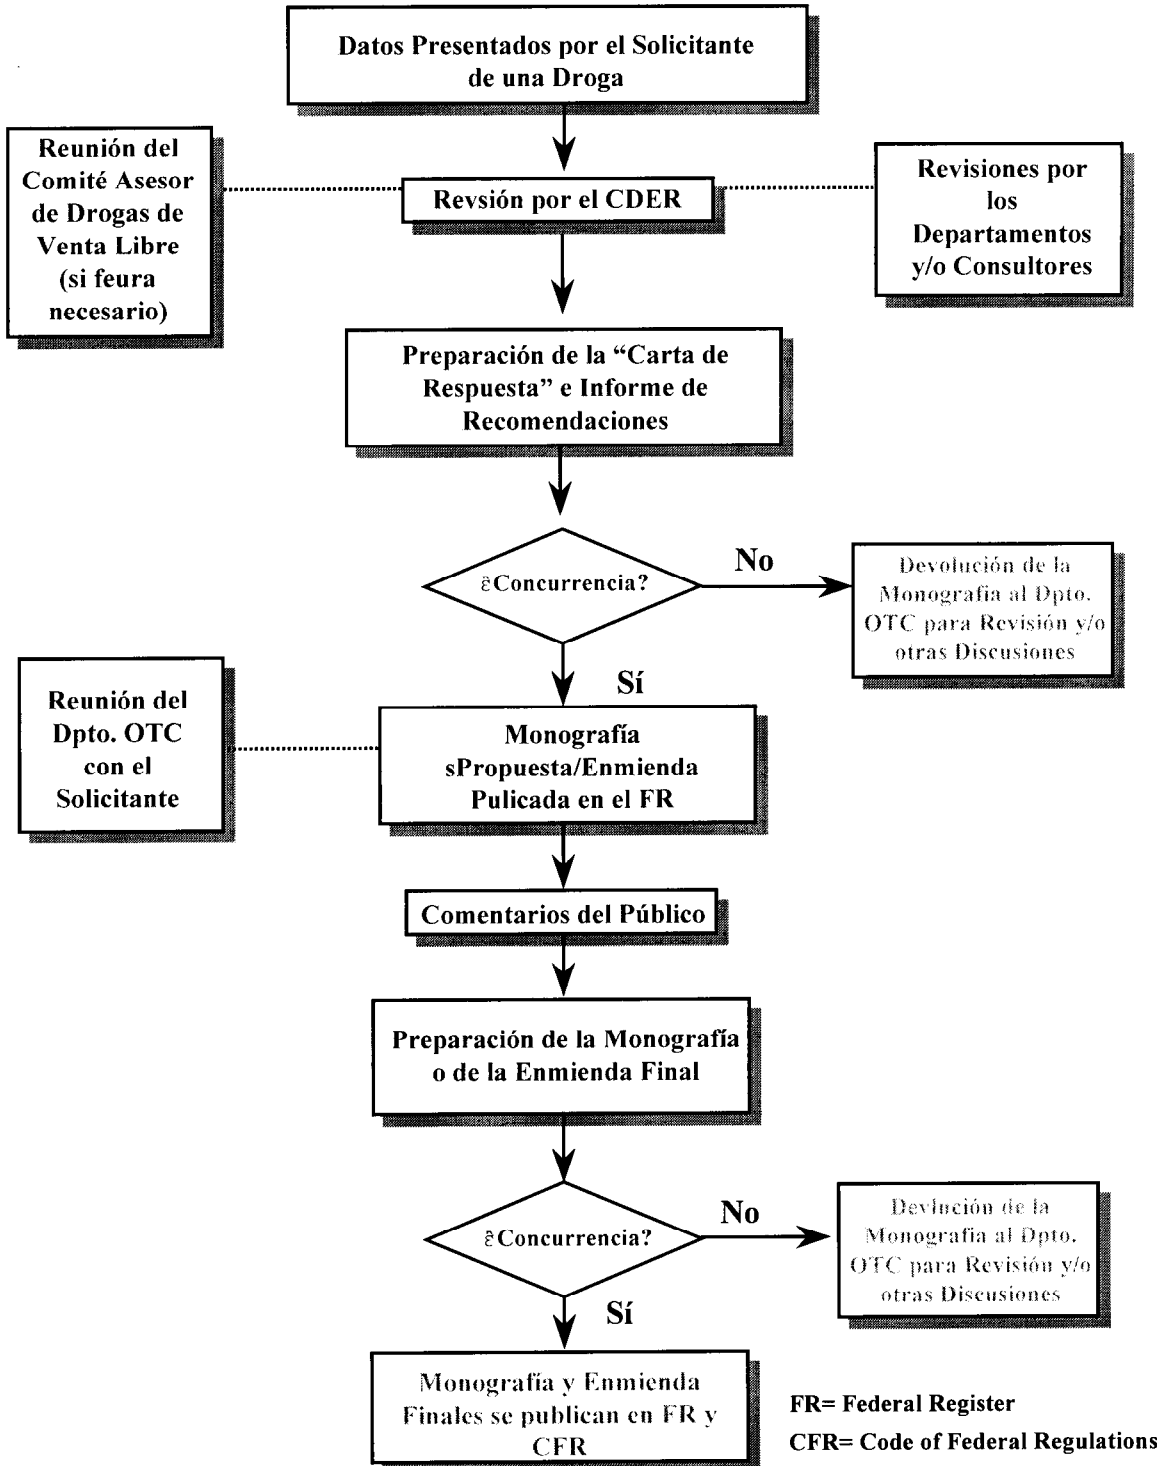 Datos Presentados por el Solicitante
de una Droga
Reunión del
Comité Asesor
de Drogas de
Venta Libre
(si feura
necesario)
Revsión por el CDER
Revisiones por
los
Departamentos
y/o Consultores
Preparación de la “Carta de
Respuesta” e Informe de
Recomendaciones
ê Concurrencia?
No
Devolución de la
Monografia al Dpto.
OTC para Revisión y/o
otras Discusiones
Sí
Reunión del
Dpto. OTC
con el
Solicitante
Monografía
sPropuesta/Enmienda
Pulicada en el FR
Comentarios del Público
Preparación de la Monografía
o de la Enmienda Final
ê Concurrencia?
No
Devlución de la
Monografia al Dpto.
OTC para Revisión y/o
otras Discusiones
Sí
Monografía y Enmienda
Finales se publican en FR y
CFR
FR= Federal Register
CFR= Code of Federal Regulations